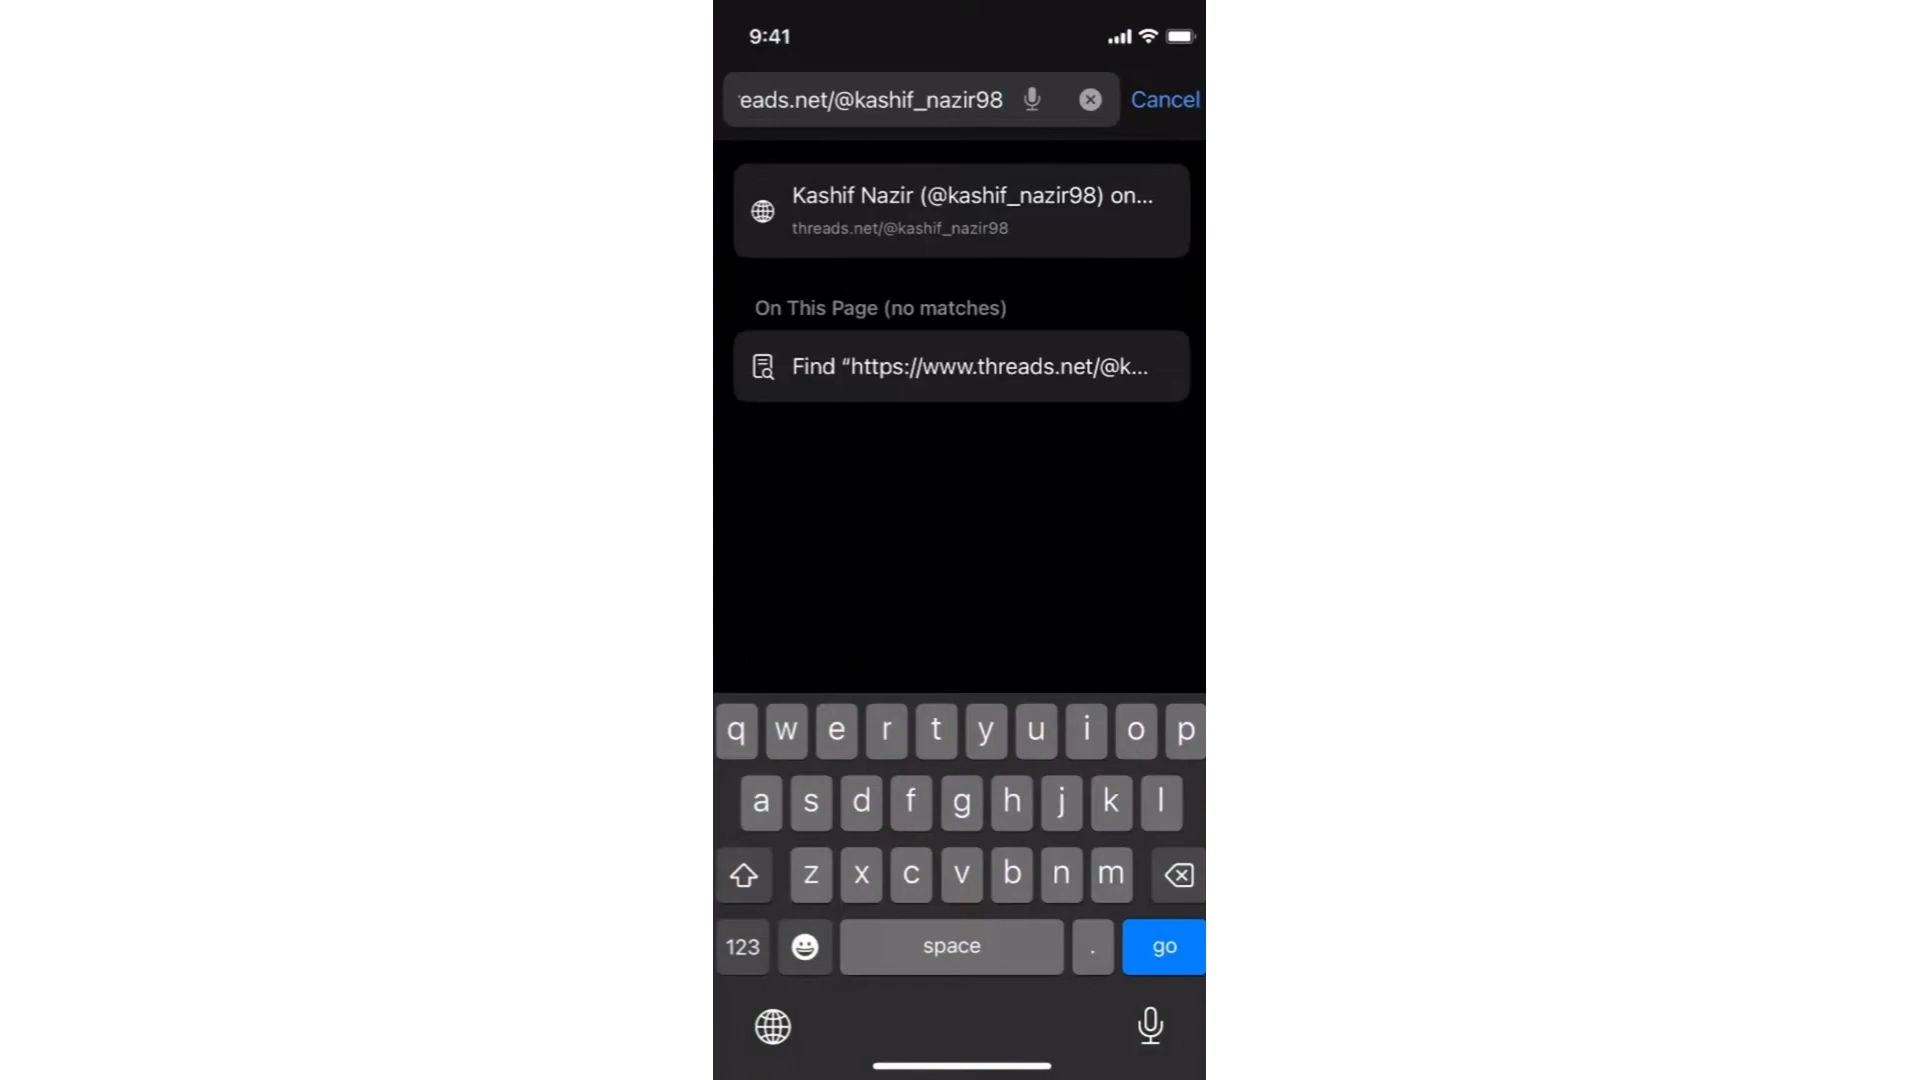 9:41
reads.net/@kashif_nazir98
Cancel
Kashif Nazir (@kashif_nazir98) on...
threads.net/@kashif_nazir98
On This Page (no matches)
Find “https://www.threads.net/@k...
q w e r t y u i o p
a s d f g h j k l
z x c v b n m
123 space . go